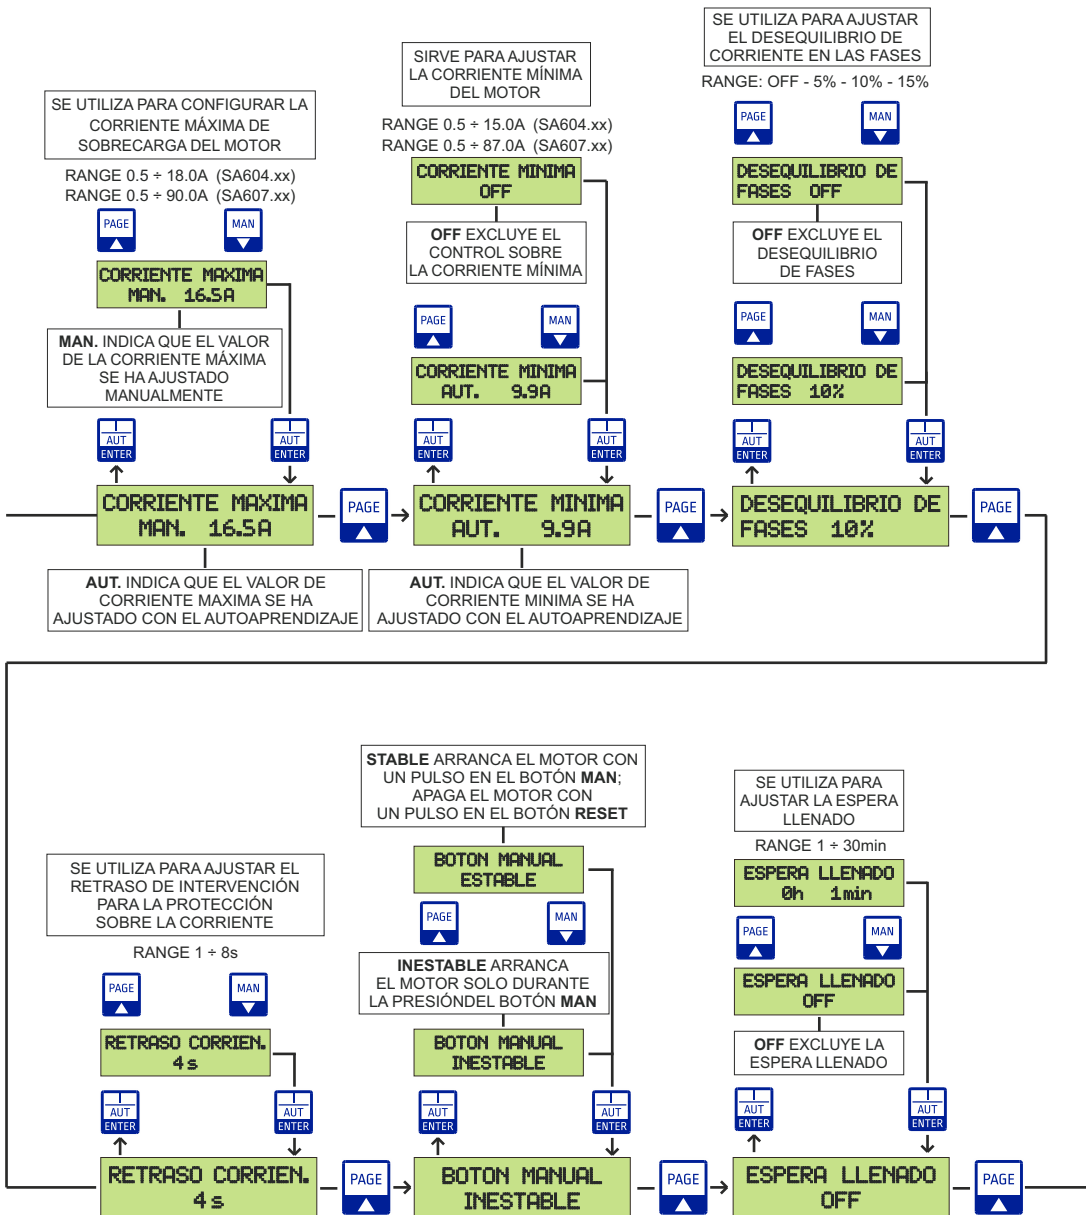 SE UTILIZA PARA CONFIGURAR LA
CORRIENTE MÁXIMA DE
SOBRECARGA DEL MOTOR
RANGE 0.5 ÷ 18.0A (SA604.xx)
RANGE 0.5 ÷ 90.0A (SA607.xx)
PAGE
MAN
CORRIENTE MAXIMA
MAN. 16.5A
MAN. INDICA QUE EL VALOR
DE LA CORRIENTE MÁXIMA
SE HA AJUSTADO
MANUALMENTE
AUT
ENTER
AUT
ENTER
CORRIENTE MAXIMA
MAN. 16.5A
AUT. INDICA QUE EL VALOR DE
CORRIENTE MAXIMA SE HA
AJUSTADO CON EL AUTOAPRENDIZAJE
PAGE
SIRVE PARA AJUSTAR
LA CORRIENTE MÍNIMA
DEL MOTOR
RANGE 0.5 ÷ 15.0A (SA604.xx)
RANGE 0.5 ÷ 87.0A (SA607.xx)
CORRIENTE MINIMA
OFF
OFF EXCLUYE EL
CONTROL SOBRE
LA CORRIENTE MÍNIMA
PAGE
MAN
CORRIENTE MINIMA
AUT. 9.9A
AUT
ENTER
AUT
ENTER
CORRIENTE MINIMA
AUT. 9.9A
AUT. INDICA QUE EL VALOR DE
CORRIENTE MINIMA SE HA
AJUSTADO CON EL AUTOAPRENDIZAJE
PAGE
SE UTILIZA PARA AJUSTAR
EL DESEQUILIBRIO DE
CORRIENTE EN LAS FASES
RANGE: OFF - 5% - 10% - 15%
PAGE
MAN
DESEQUILIBRIO DE
FASES OFF
OFF EXCLUYE EL
DESEQUILIBRIO
DE FASES
PAGE
MAN
DESEQUILIBRIO DE
FASES 10%
AUT
ENTER
AUT
ENTER
DESEQUILIBRIO DE
FASES 10%
PAGE
SE UTILIZA PARA AJUSTAR EL
RETRASO DE INTERVENCIÓN
PARA LA PROTECCIÓN
SOBRE LA CORRIENTE
RANGE 1 ÷ 8s
PAGE
MAN
RETRASO CORRIEN.
4s
AUT
ENTER
AUT
ENTER
RETRASO CORRIEN.
4s
PAGE
STABLE ARRANCA EL MOTOR CON
UN PULSO EN EL BOTÓN MAN;
APAGA EL MOTOR CON
UN PULSO EN EL BOTÓN RESET
BOTON MANUAL
ESTABLE
PAGE
MAN
INESTABLE ARRANCA
EL MOTOR SOLO DURANTE
LA PRESIÓNDEL BOTÓN MAN
BOTON MANUAL
INESTABLE
AUT
ENTER
AUT
ENTER
BOTON MANUAL
INESTABLE
PAGE
SE UTILIZA PARA
AJUSTAR LA ESPERA
LLENADO
RANGE 1 ÷ 30min
ESPERA LLENADO
0h 1min
PAGE
MAN
ESPERA LLENADO
OFF
OFF EXCLUYE LA
ESPERA LLENADO
AUT
ENTER
AUT
ENTER
ESPERA LLENADO
OFF
PAGE